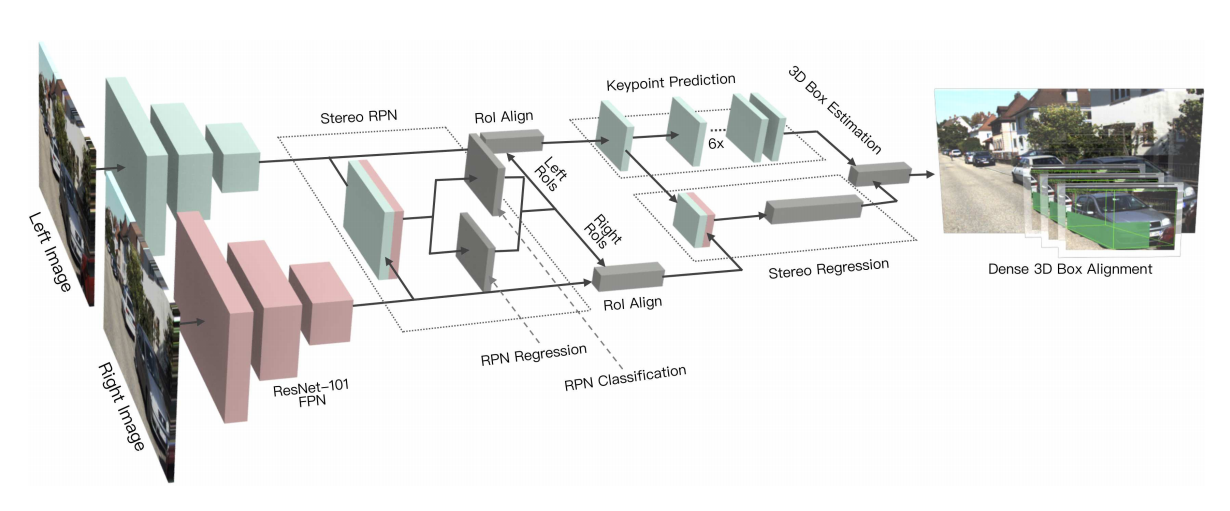 Left Image
Right Image
ResNet-101
FPN
Stereo RPN
RoI Align
Left
RoIs
Right
RoIs
RoI Align
RPN Regression
RPN Classification
Keypoint Prediction
6x
3D Box Estimation
Stereo Regression
Dense 3D Box Alignment